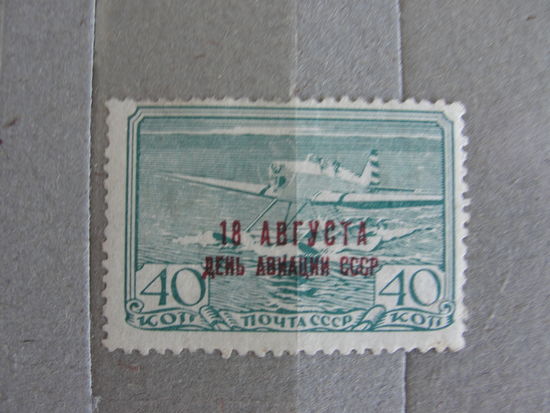 18 АВГУСТА
ДЕНЬ АВИАЦИИ СССР
40 40
КОП ПОЧТА СССР КОП